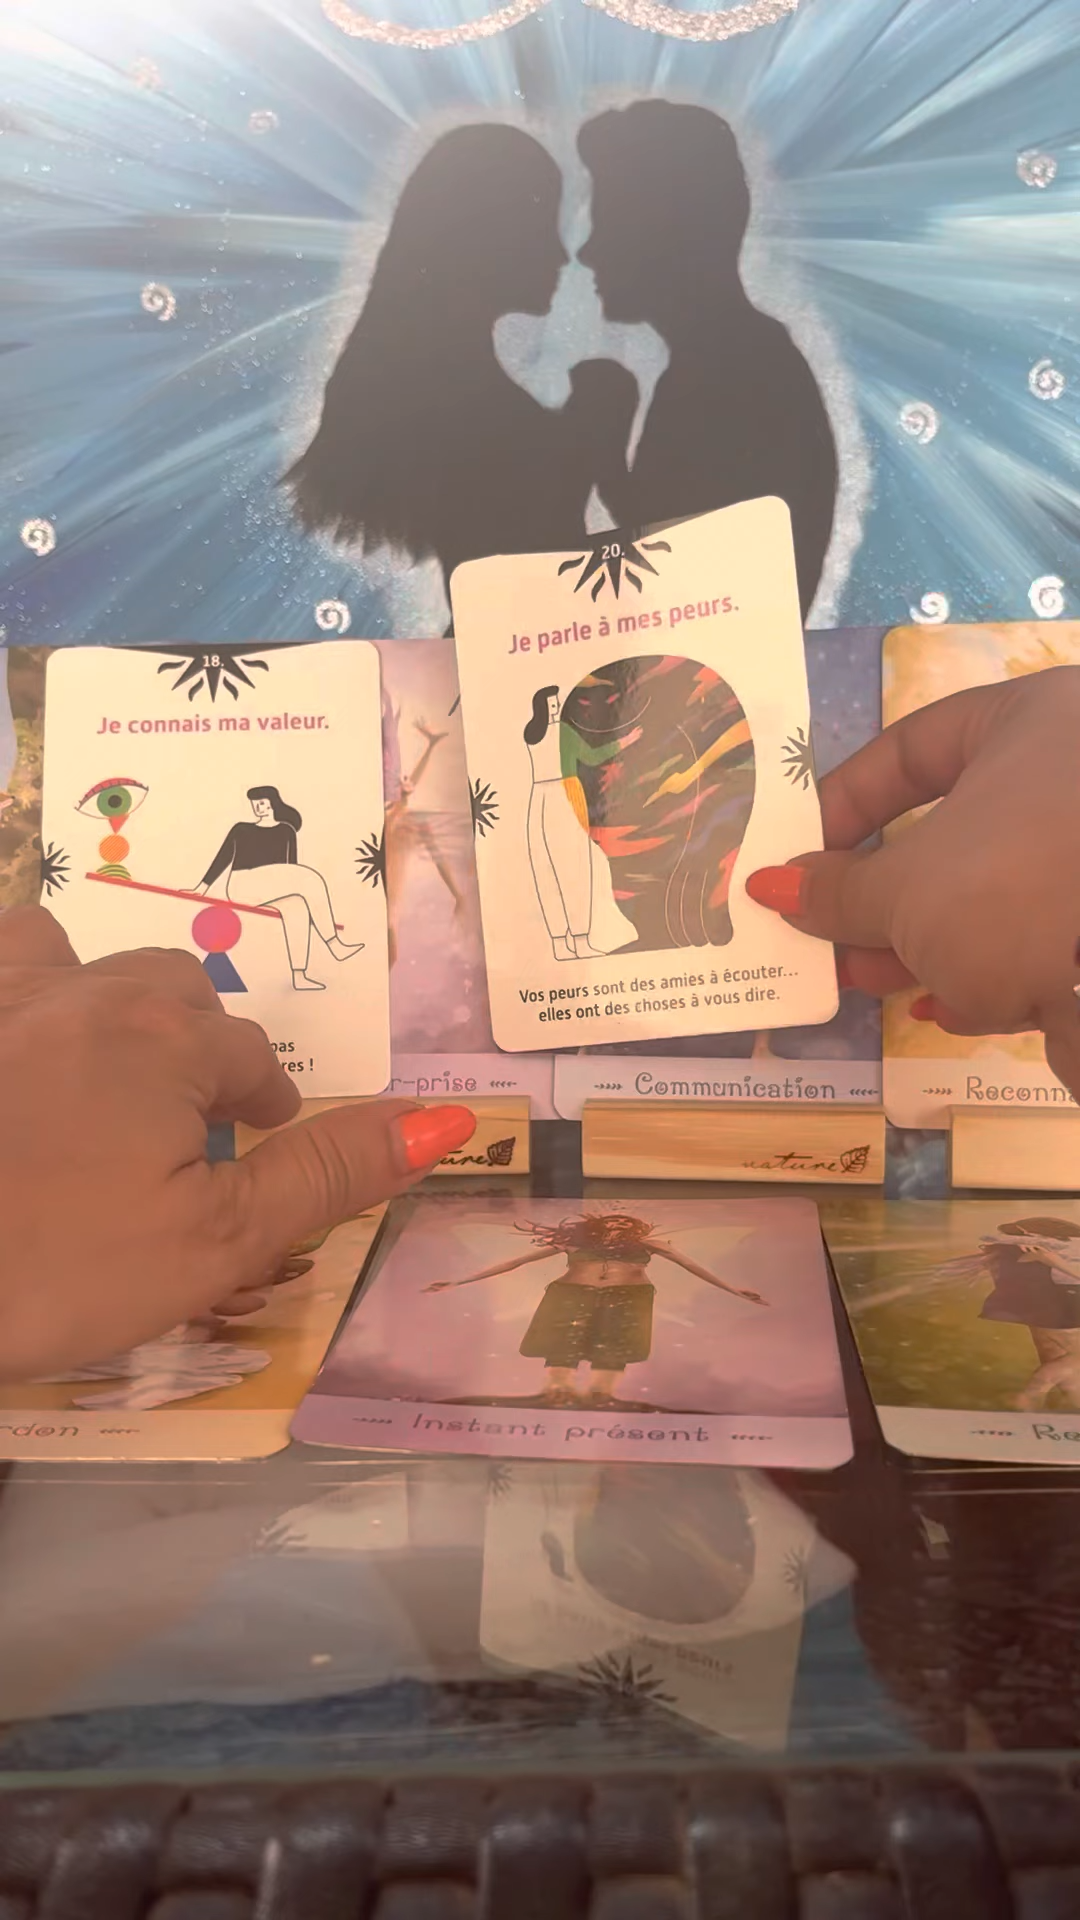 20.
Je parle à mes peurs.
Vos peurs sont des amies à écouter...
elles ont des choses à vous dire.
18.
Je connais ma valeur.
pas
res !
r-prise
Communication
Reconn
nature
Instant présent
rdon
Re